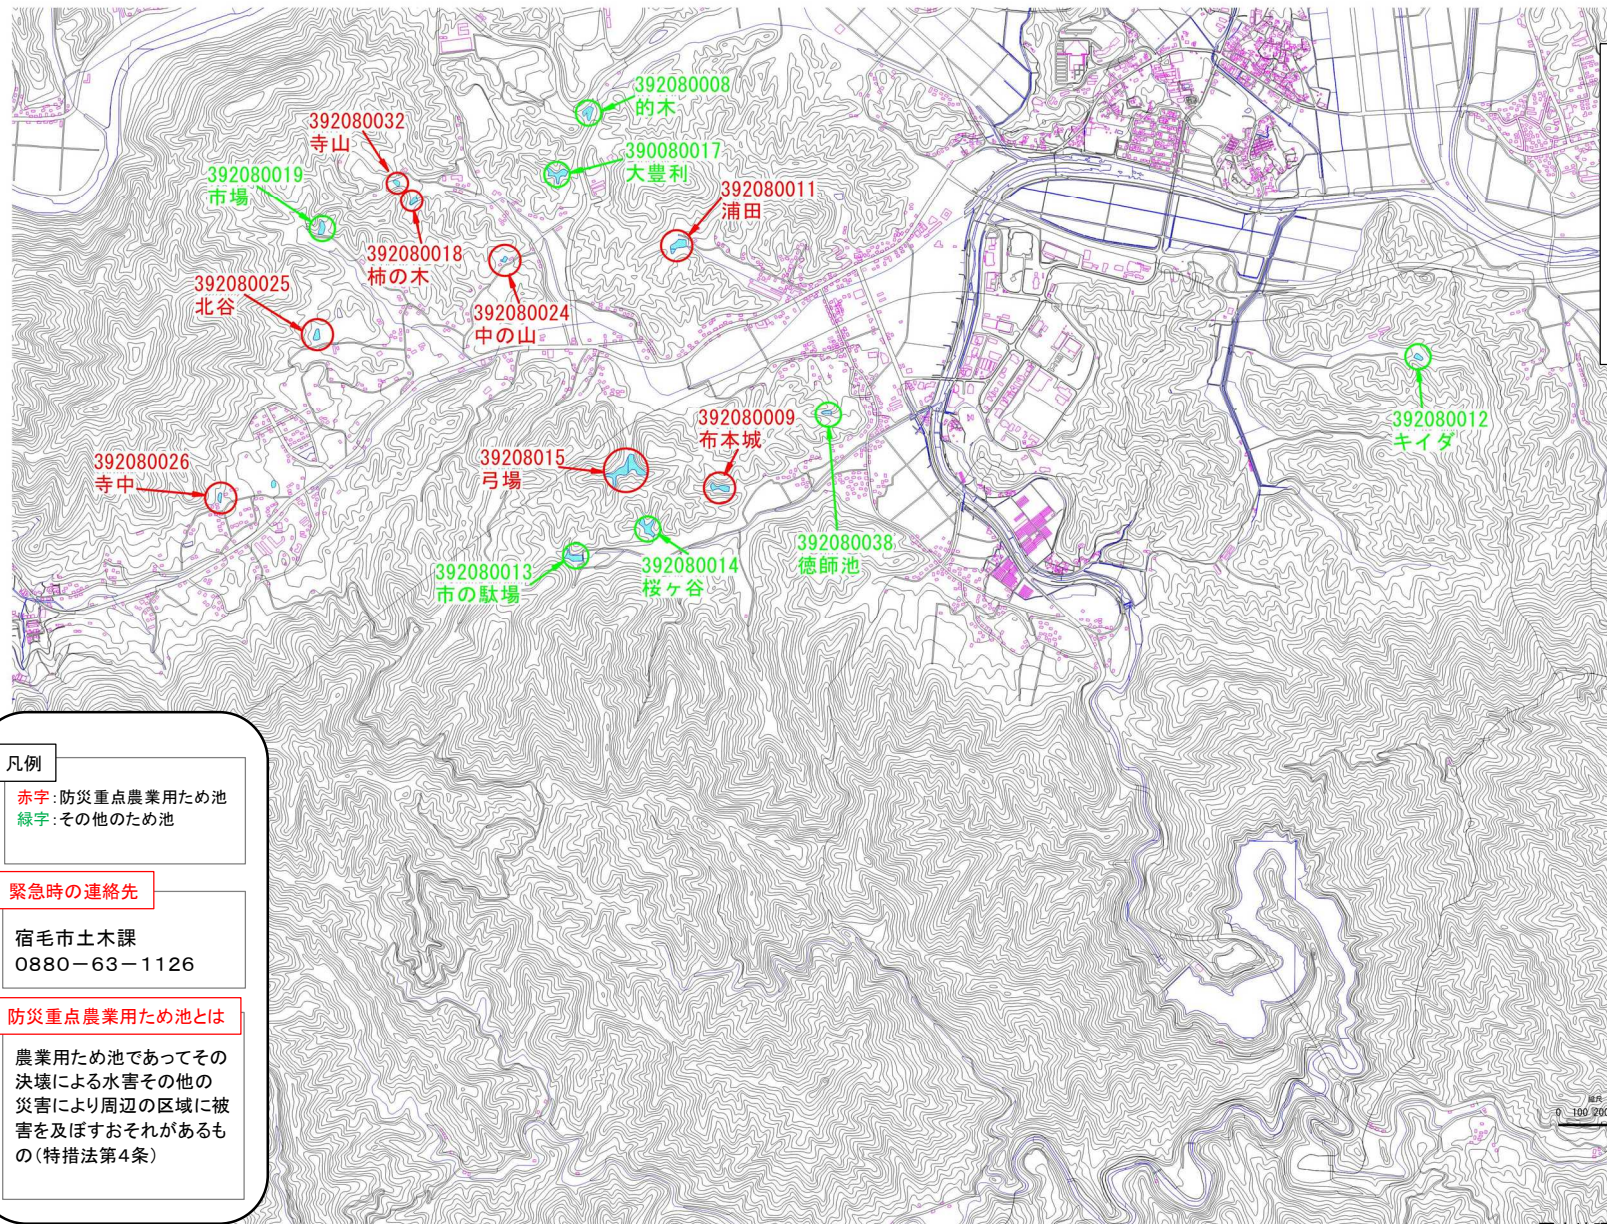 392080008
的木
392080032
寺山
390080017
大豊利
392080019
市場
392080011
浦田
392080018
柿の木
392080025
北谷
392080024
中の山
392080009
布本城
392080012
キイダ
392080026
寺中
39208015
弓場
392080038
徳師池
392080013
市の駄場
392080014
桜ヶ谷
凡例
赤字:防災重点農業用ため池
緑字:その他のため池
緊急時の連絡先
宿毛市土木課
0880-63-1126
防災重点農業用ため池とは
農業用ため池であってその
決壊による水害その他の
災害により周辺の区域に被
害を及ぼすおそれがあるも
の(特措法第4条)
縮尺
0 100 200